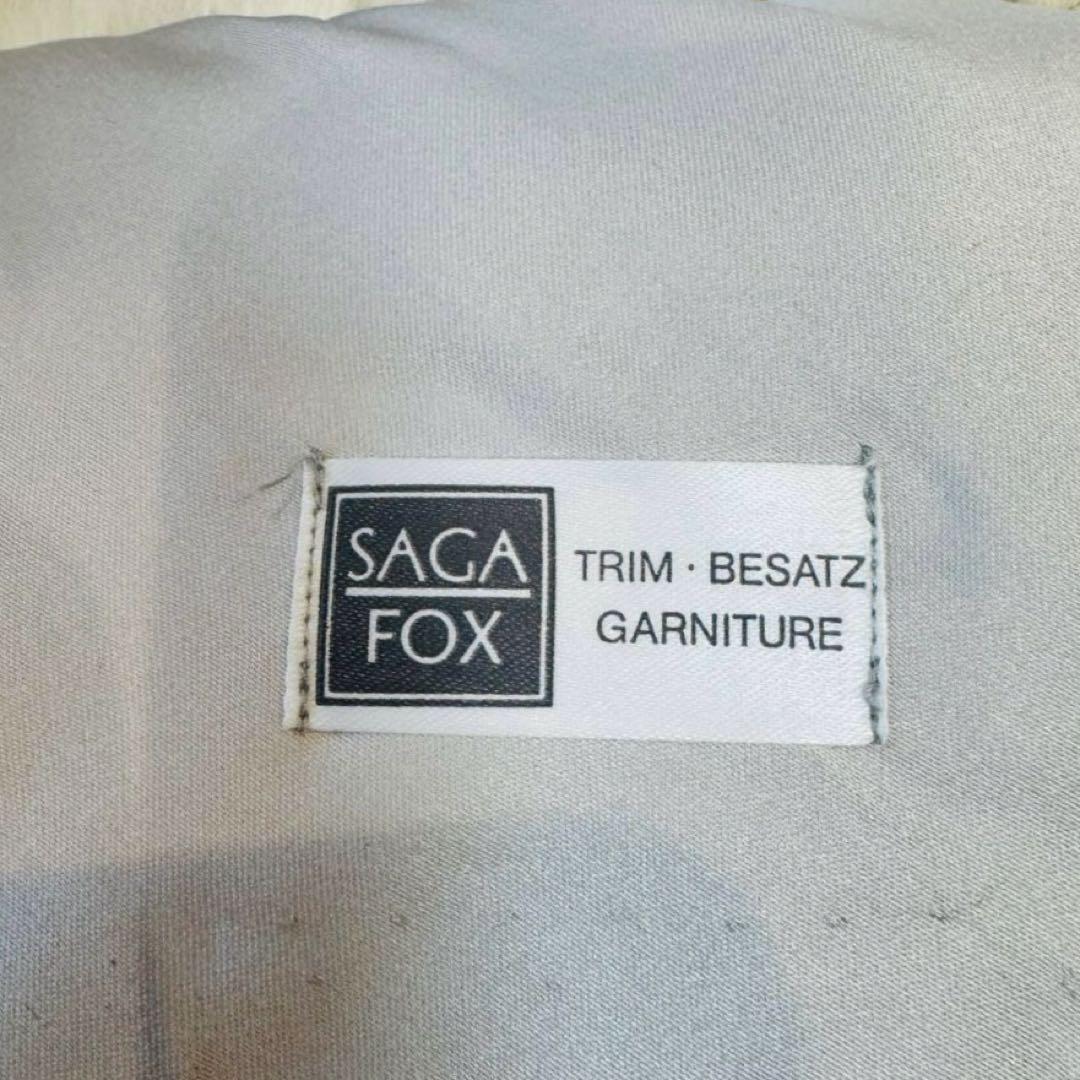 SAGA
FOX
TRIM · BESATZ
GARNITURE